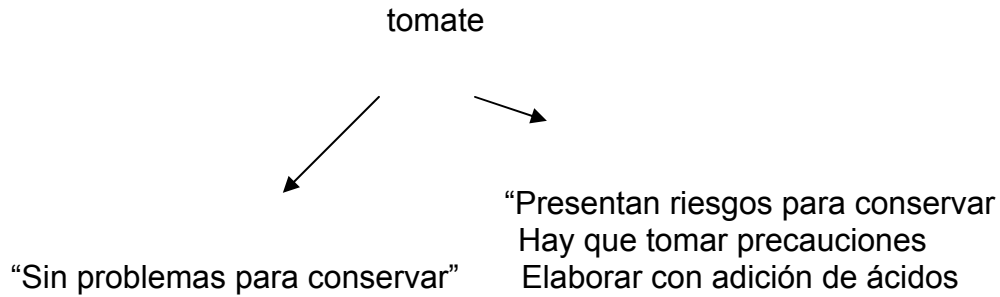 tomate
“Presentan riesgos para conservar
Hay que tomar precauciones
“Sin problemas para conservar”
Elaborar con adición de ácidos